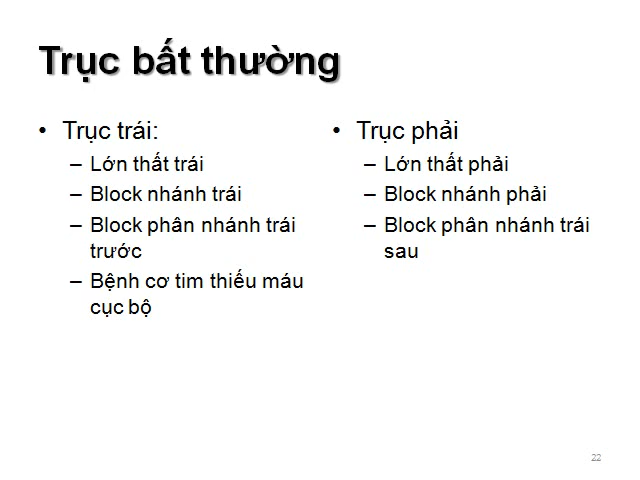 Trục bất thường
• Trục trái:
– Lớn thất trái
– Block nhánh trái
– Block phân nhánh trái
trước
– Bệnh cơ tim thiếu máu
cục bộ
• Trục phải
– Lớn thất phải
– Block nhánh phải
– Block phân nhánh trái
sau
22